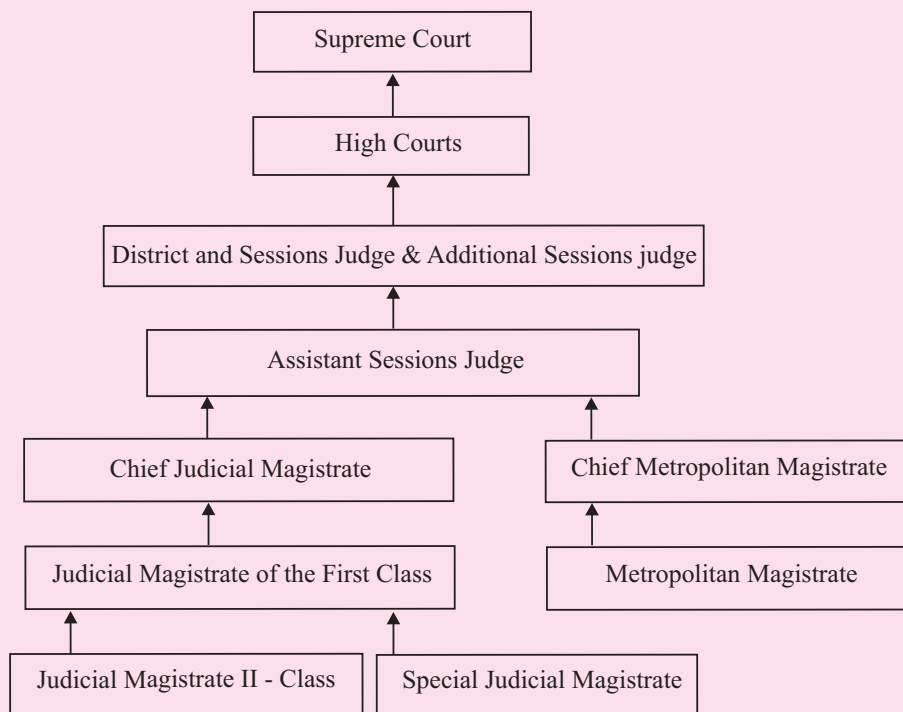 Supreme Court
High Courts
District and Sessions Judge & Additional Sessions judge
Assistant Sessions Judge
Chief Judicial Magistrate
Chief Metropolitan Magistrate
Judicial Magistrate of the First Class
Metropolitan Magistrate
Judicial Magistrate II - Class
Special Judicial Magistrate